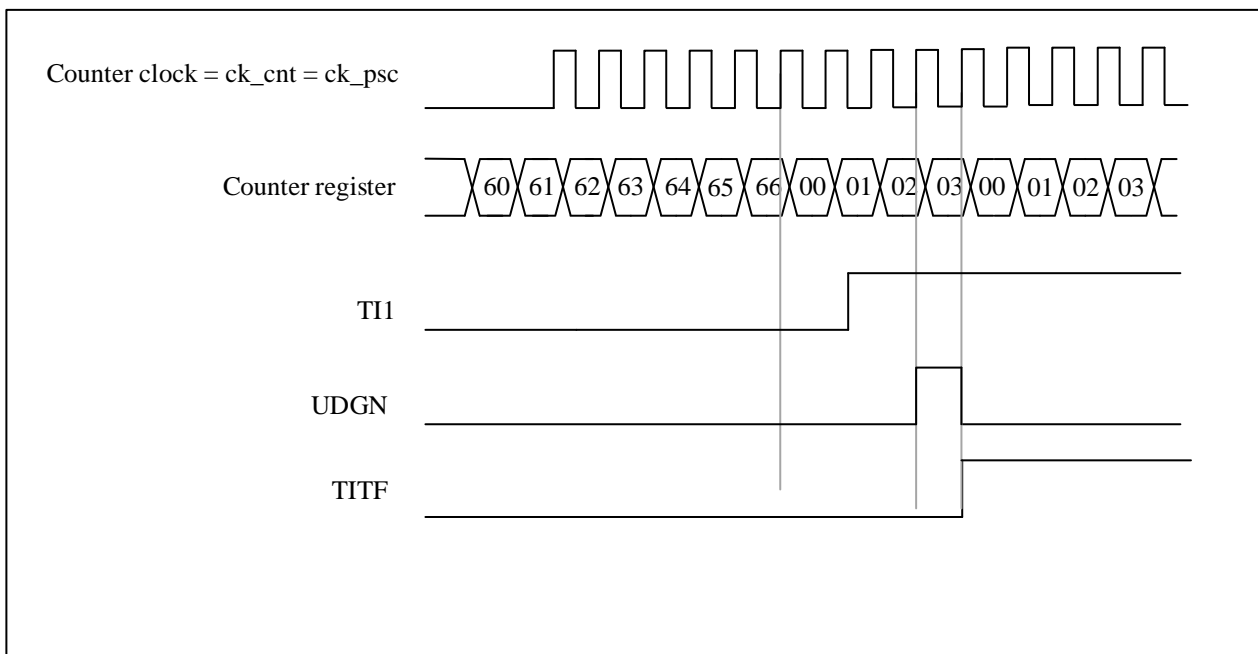 Counter clock = ck_cnt = ck_psc
Counter register 60 61 62 63 64 65 66 00 01 02 03 00 01 02 03
TI1
UDGN
TITF